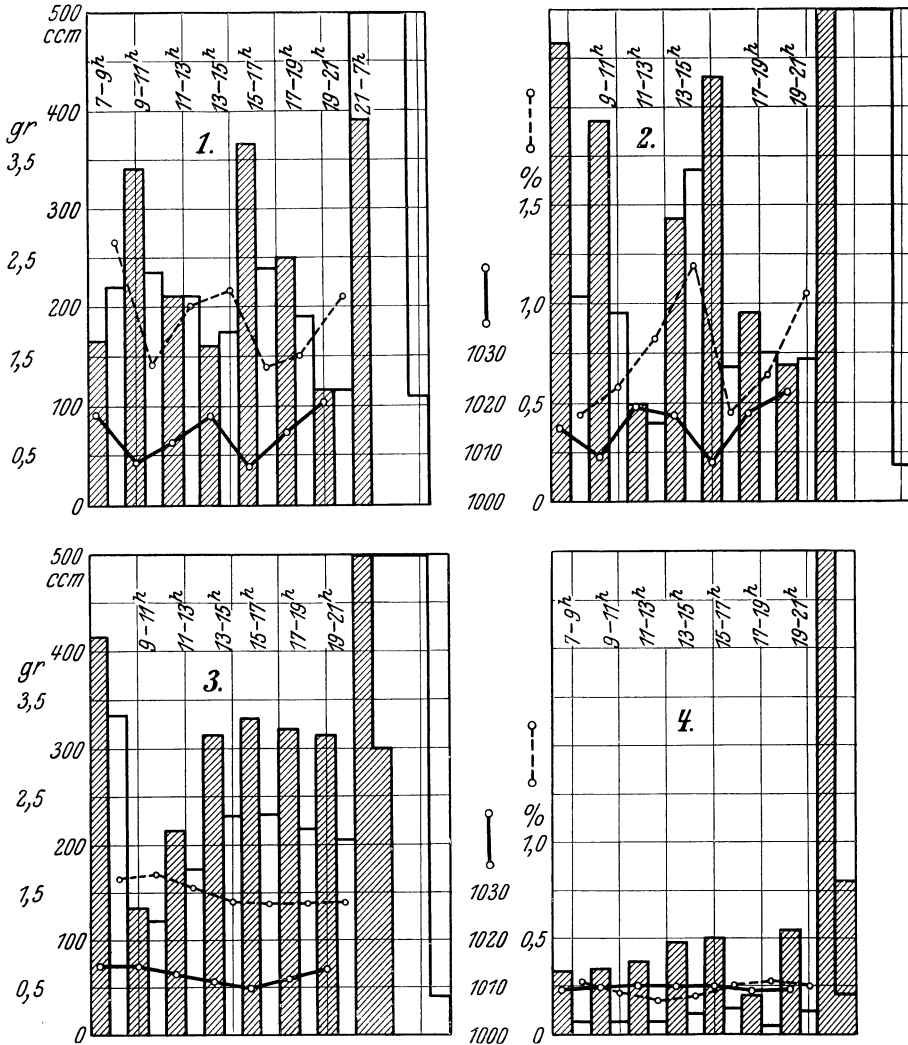 500
ccm
400
gr
3,5
300
2,5
200
1,5
100
0,5
0
7–9h
9–11h
11–13h
13–15h
15–17h
17–19h
19–21h
21–7h
1.
1030
1020
1010
1000
%
1,5
1,0
0,5
0
9–11h
11–13h
13–15h
17–19h
19–21h
2.
500
ccm
400
gr
3,5
300
2,5
200
1,5
100
0,5
0
9–11h
11–13h
13–15h
15–17h
17–19h
19–21h
3.
1030
1020
1010
1000
%
1,0
0,5
0
7–9h
9–11h
11–13h
13–15h
15–17h
17–19h
19–21h
4.